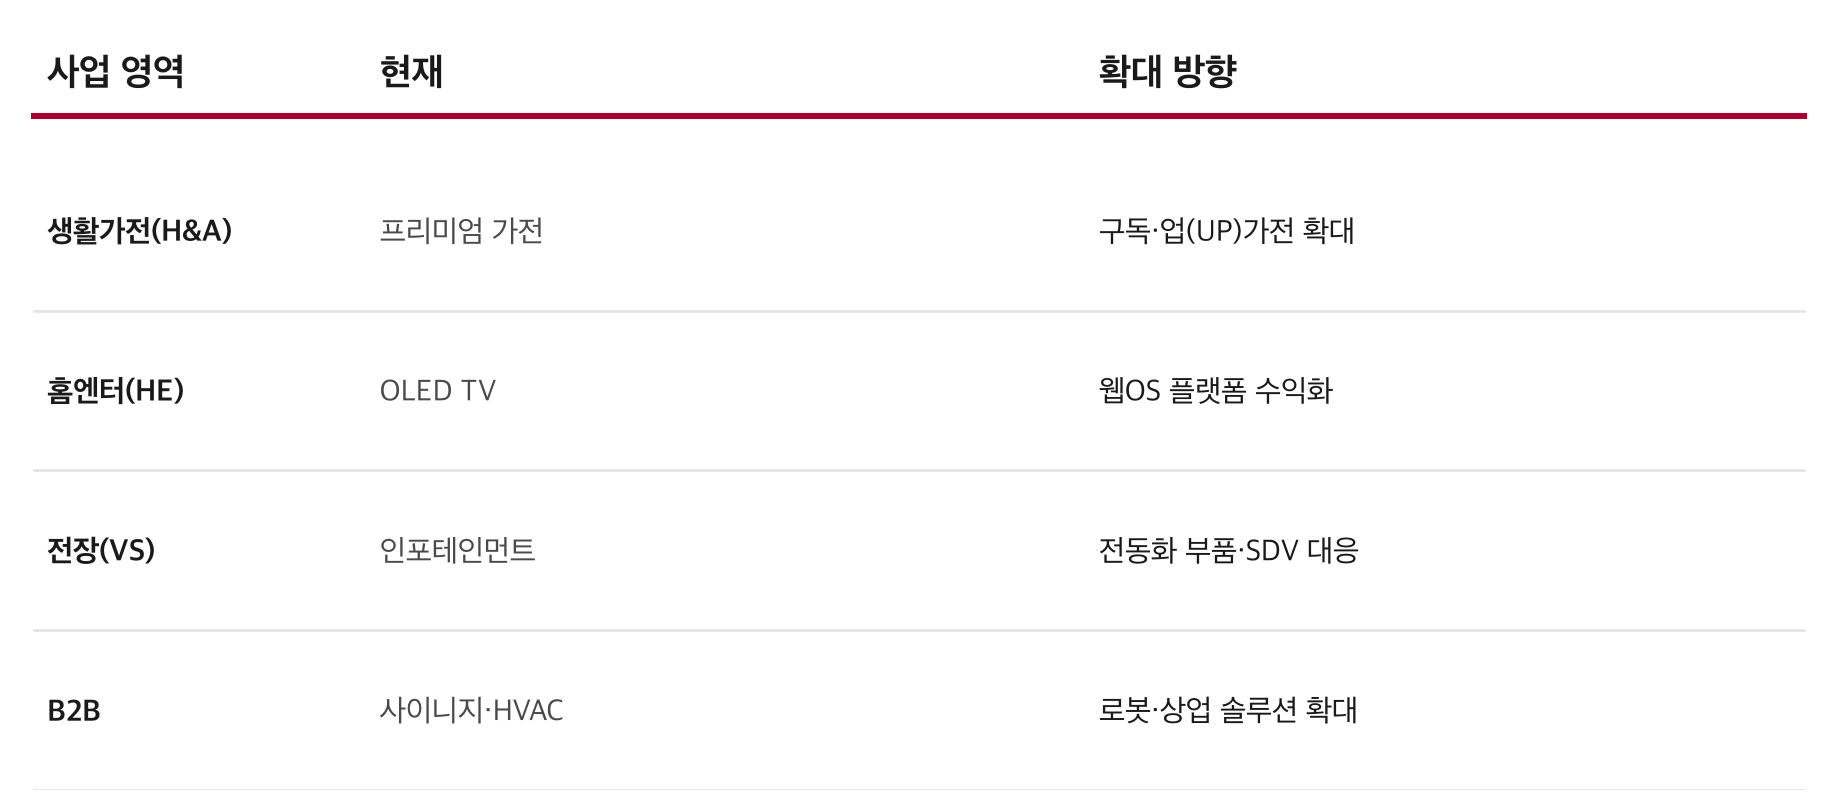 사업 영역 현재 확대 방향
생활가전(H&A) 프리미엄 가전 구독·업(UP)가전 확대
홈엔터(HE) OLED TV 웹OS 플랫폼 수익화
전장(VS) 인포테인먼트 전동화 부품·SDV 대응
B2B 사이니지·HVAC 로봇·상업 솔루션 확대